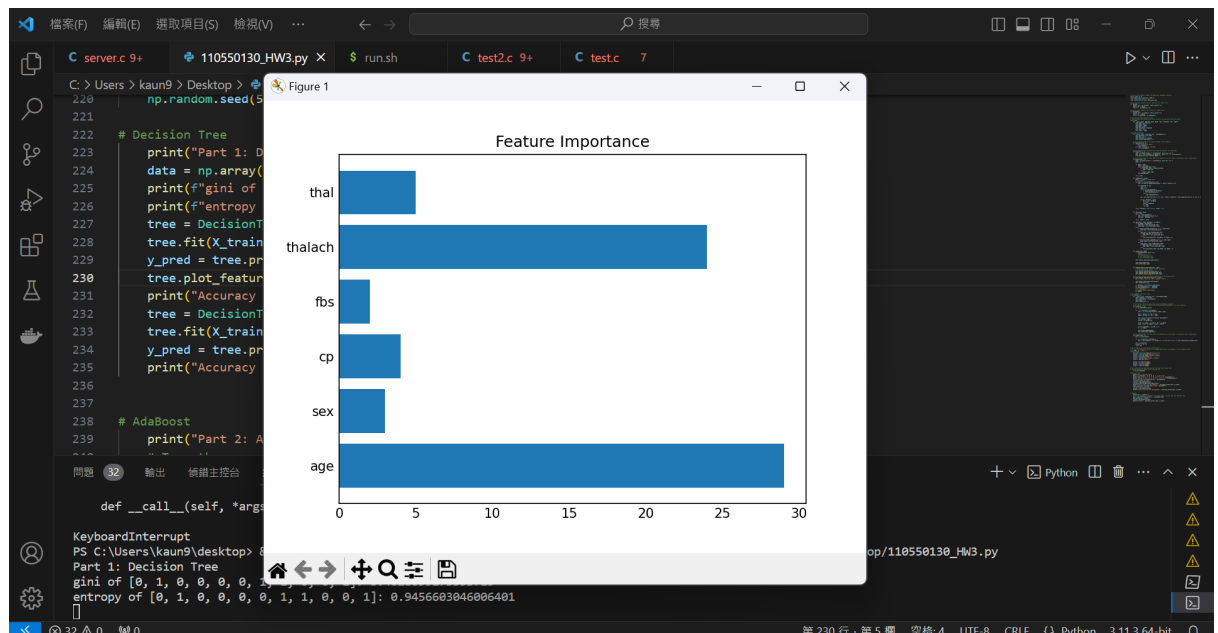 檔案(F) 編輯(E) 選取項目(S) 檢視(V) ··· 搜尋
server.c 9+ 110550130_HW3.py run.sh test2.c 9+ test.c 7
C: > Users > kaun9 > Desktop >
220 np.random.seed(5
221
222 # Decision Tree
223 print("Part 1: D
224 data = np.array(
225 print(f"gini of
226 print(f"entropy
227 tree = DecisionT
228 tree.fit(X_train
229 y_pred = tree.pr
230 tree.plot_featur
231 print("Accuracy
232 tree = DecisionT
233 tree.fit(X_train
234 y_pred = tree.pr
235 print("Accuracy
236
237
238 # AdaBoost
239 print("Part 2: A
Figure 1
Feature Importance
thal
thalach
fbs
cp
sex
age
0 5 10 15 20 25 30
問題 32 輸出 偵錯主控台
Python
def __call__(self, *args
KeyboardInterrupt
PS C:\Users\kaun9\desktop> & op/110550130_HW3.py
Part 1: Decision Tree
gini of [0, 1, 0, 0, 0, 0,
entropy of [0, 1, 0, 0, 0, 0, 1, 1, 0, 0, 1]: 0.9456603046006401
32 0 0 第 230 行,第 5 欄 空格: 4 UTF-8 CRLF Python 3.11.3 64-bit